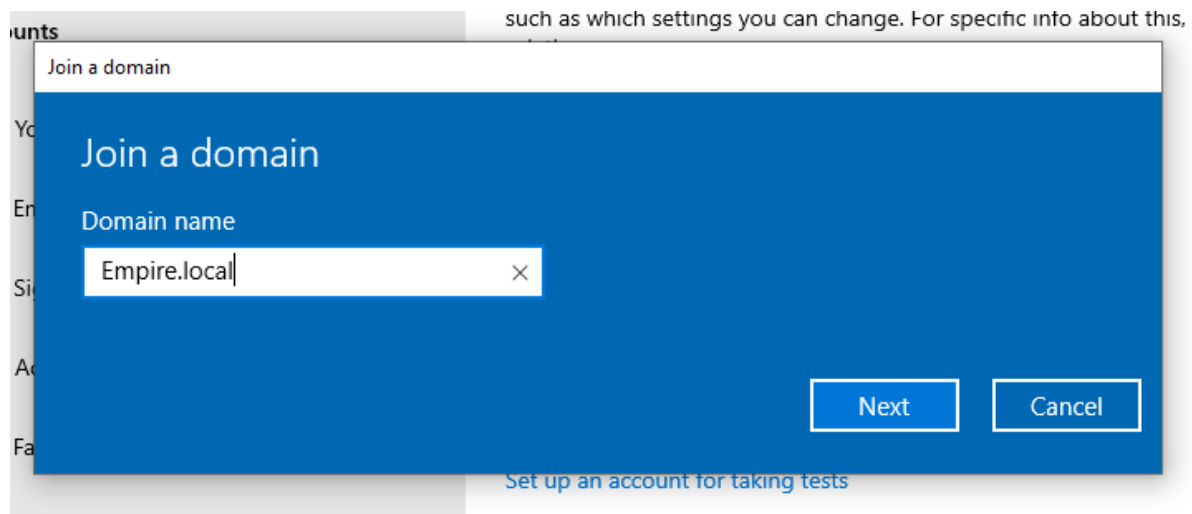 such as which settings you can change. For specific info about this,
Join a domain
Join a domain
Domain name
Empire.local
Next
Cancel
Set up an account for taking tests